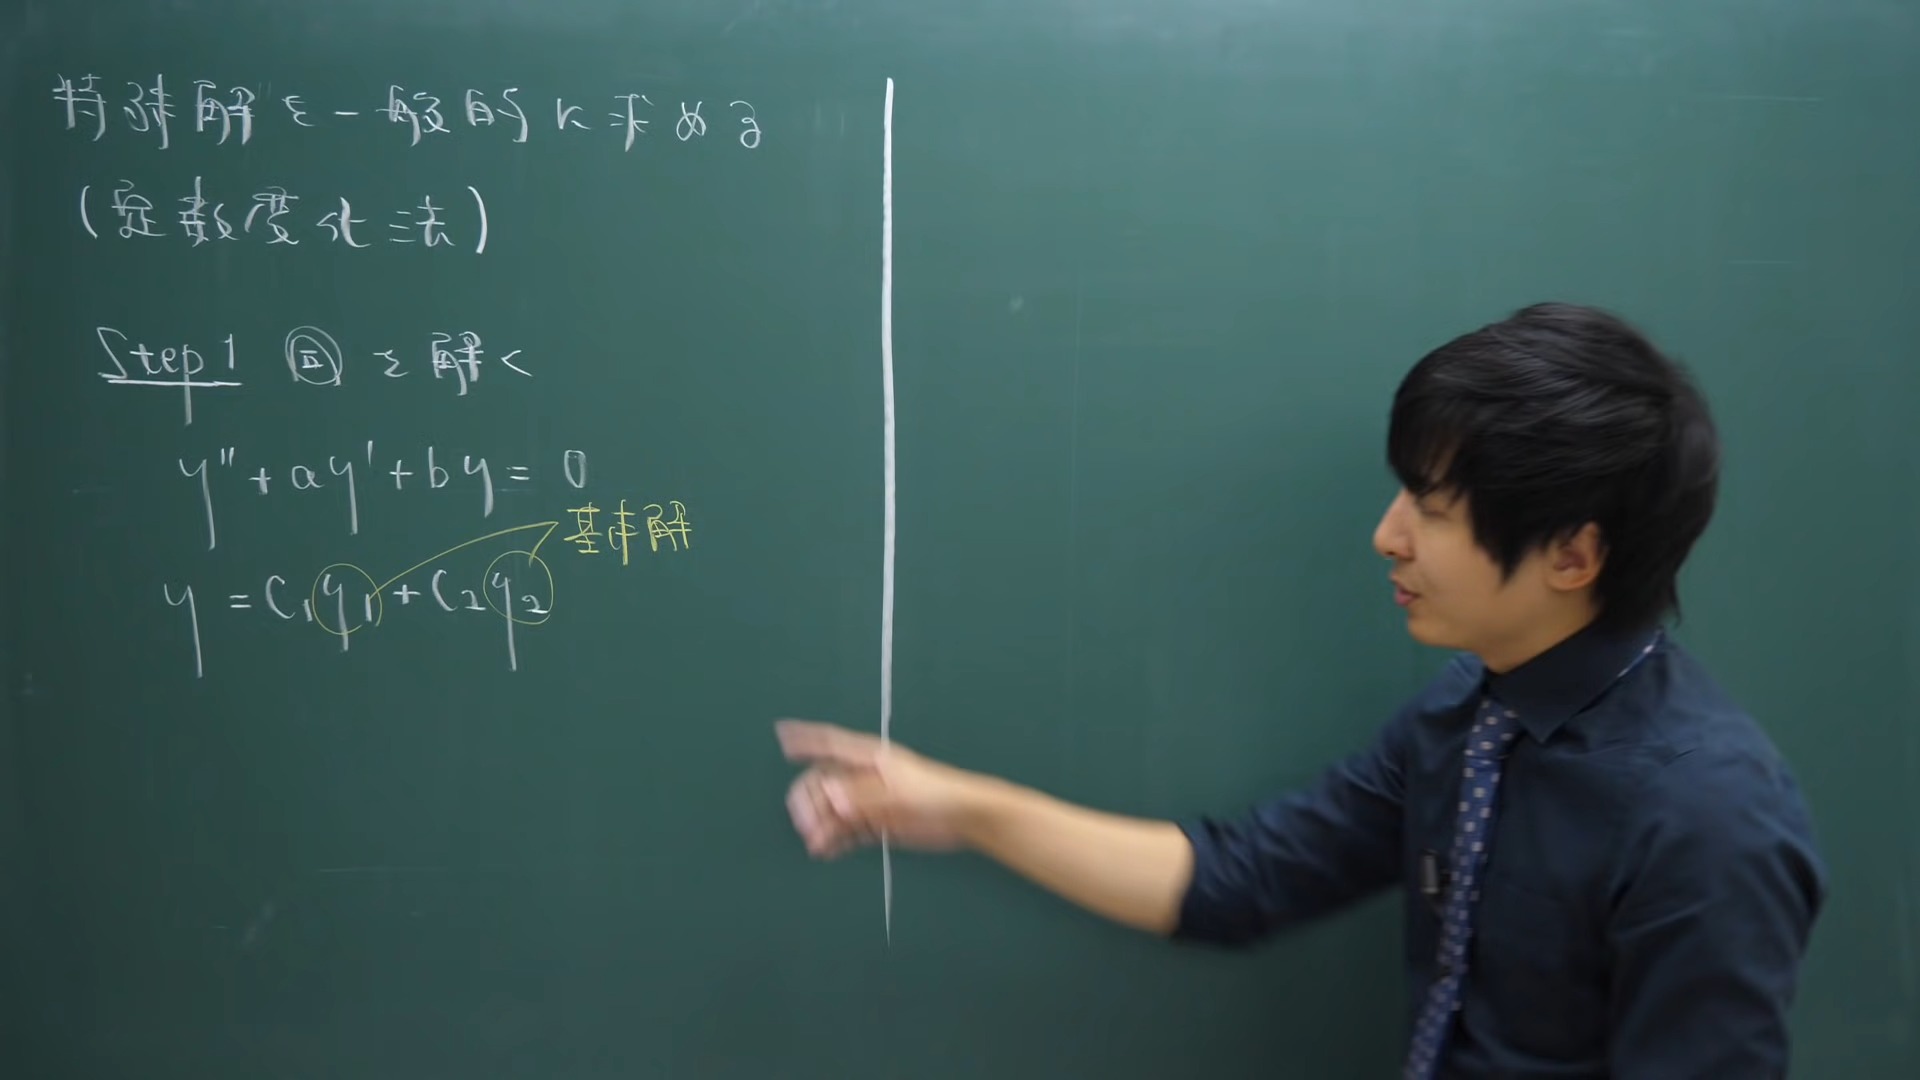 特殊解を一般的に求める
(定数変化法)
Step 1 ㊂を解く
y'' + ay' + by = 0
基本解
y = C₁y₁ + C₂y₂